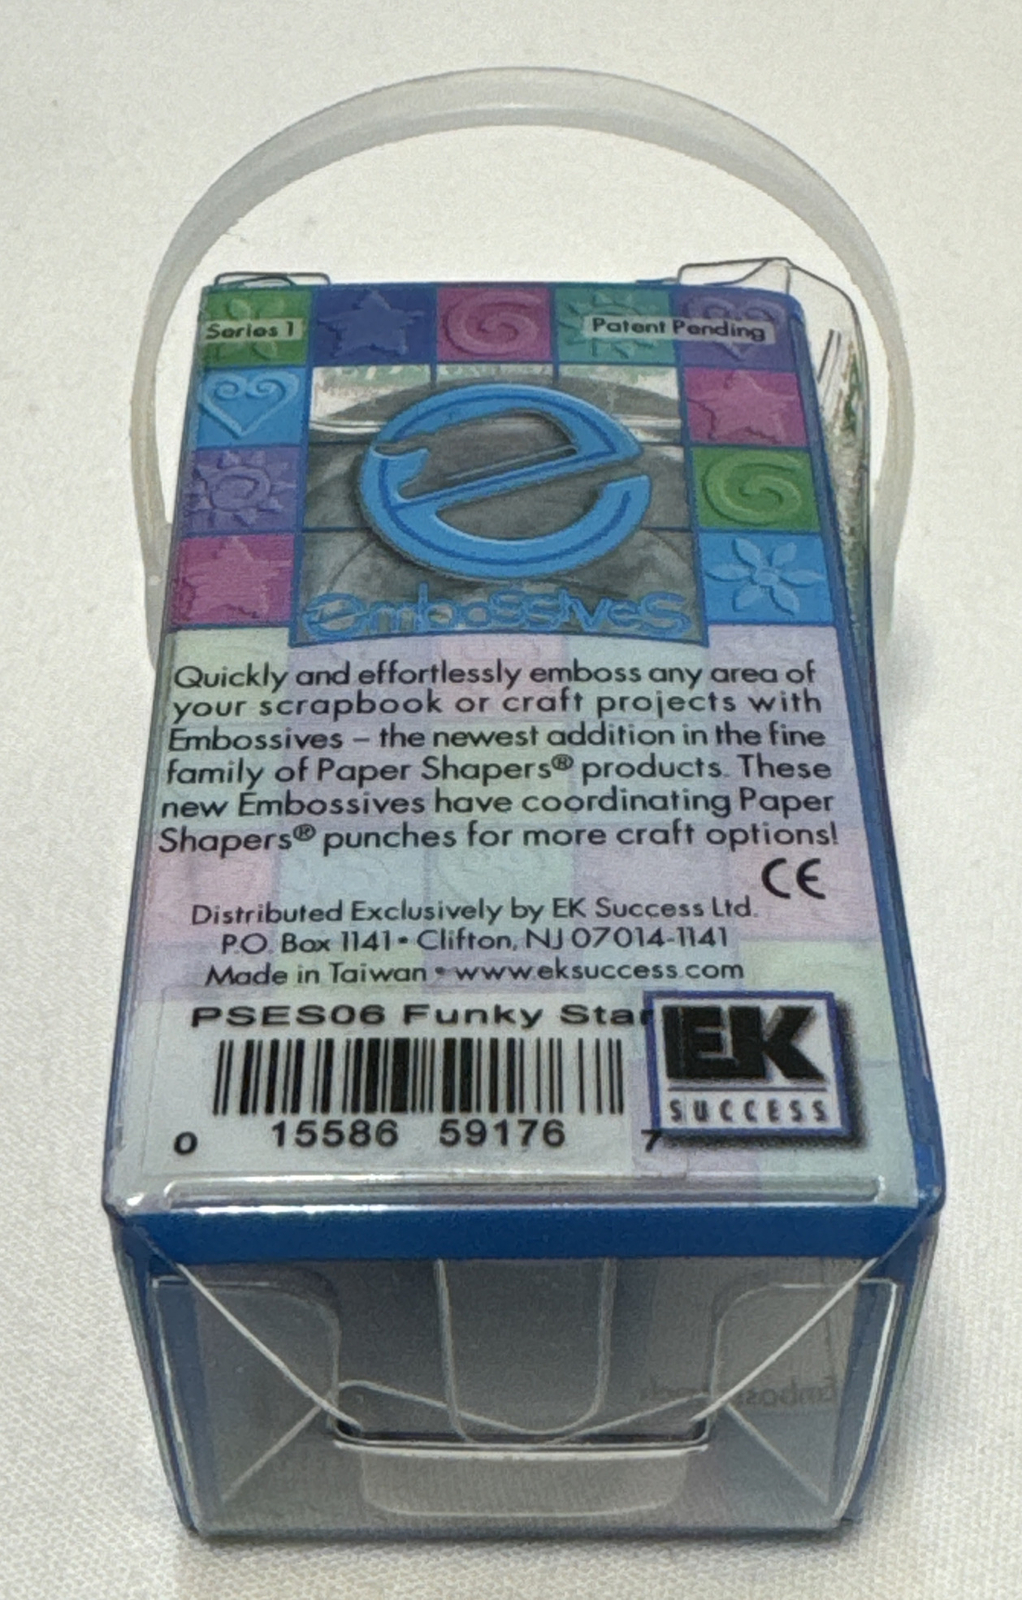 Series 1
Patent Pending
embossives
Quickly and effortlessly emboss any area of
your scrapbook or craft projects with
Embossives – the newest addition in the fine
family of Paper Shapers® products. These
new Embossives have coordinating Paper
Shapers® punches for more craft options!
CE
Distributed Exclusively by EK Success Ltd.
P.O. Box 1141 • Clifton, NJ 07014-1141
Made in Taiwan • www.eksuccess.com
PSES06 Funky Star
EK
SUCCESS
0 15586 59176 7